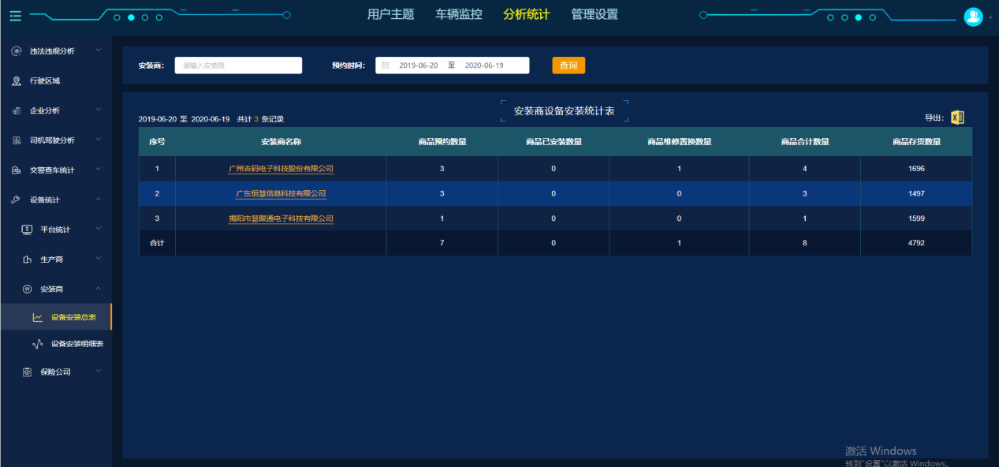 用户主题 车辆监控 分析统计 管理设置
违法违规分析
行驶区域
企业分析
司机驾驶分析
交警查车统计
设备统计
平台统计
生产商
安装商
设备安装总表
设备安装明细表
保险公司
安装商: 请输入安装商 预约时间: 2019-06-20 至 2020-06-19 查询
安装商设备安装统计表
2019-06-20 至 2020-06-19 共计 3 条记录 导出:
序号 安装商名称 商品预约数量 商品已安装数量 商品维修置换数量 商品合计数量 商品存货数量
1 广州吉码电子科技股份有限公司 3 0 1 4 1696
2 广东恒慧信息科技有限公司 3 0 0 3 1497
3 揭阳市慧眼通电子科技有限公司 1 0 0 1 1599
合计 7 0 1 8 4792
激活 Windows
转到"设置"以激活 Windows。